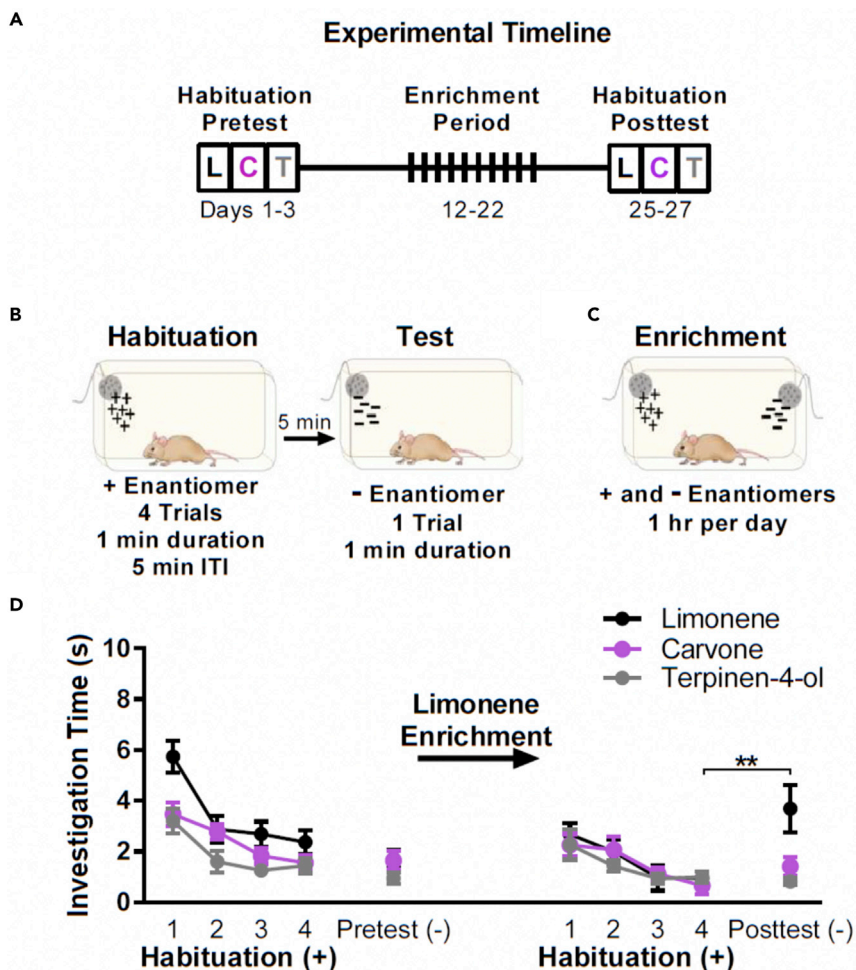 A
Experimental Timeline
Habituation Pretest
Enrichment Period
Habituation Posttest
L C T
L C T
Days 1-3
12-22
25-27
B
Habituation
Test
C
Enrichment
+ + + + + + +
5 min
+ Enantiomer
4 Trials
1 min duration
5 min ITI
- Enantiomer
1 Trial
1 min duration
+ and - Enantiomers
1 hr per day
D
Limonene
Carvone
Terpinen-4-ol
Limonene
Enrichment
**
Investigation Time (s)
10
8
6
4
2
0
1 2 3 4 Pretest (-)
1 2 3 4 Posttest (-)
Habituation (+)
Habituation (+)